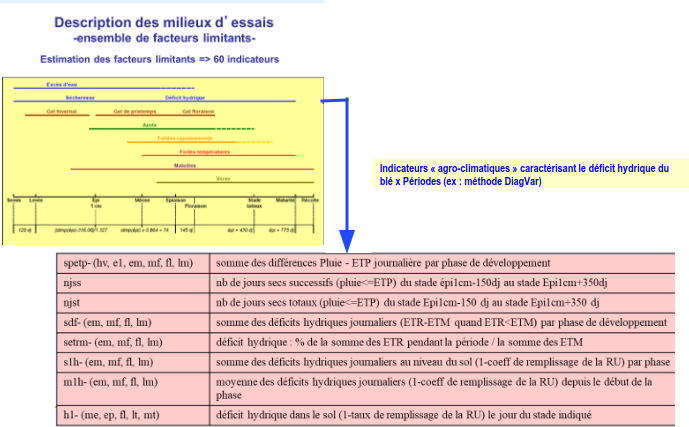 Description des milieux d’essais
-ensemble de facteurs limitants-
Estimation des facteurs limitants => 60 indicateurs
Excès d'eau
Sécheresse Déficit hydrique
Gel hivernal Gel de printemps Gel floraison
Azote
Faibles rayonnements
Fortes températures
Maladies
Verse
Semis Levée Epi 1 cm Méiose Epiaison Floraison Stade laiteux Maturité Récolte
120 dj épi + 430 dj épi + 775 dj
Indicateurs « agro-climatiques » caractérisant le déficit hydrique du
blé x Périodes (ex : méthode DiagVar)
spetp- (hv, e1, em, mf, fl, lm) somme des différences Pluie - ETP journalière par phase de développement
njss nb de jours secs successifs (pluie<=ETP) du stade épi1cm-150dj au stade Epi1cm+350dj
njst nb de jours secs totaux (pluie<=ETP) du stade Epi1cm-150 dj au stade Epi1cm+350 dj
sdf- (em, mf, fl, lm) somme des déficits hydriques journaliers (ETR-ETM quand ETR<ETM) par phase de développement
setrm- (em, mf, fl, lm) déficit hydrique : % de la somme des ETR pendant la période / la somme des ETM
s1h- (em, mf, fl, lm) somme des déficits hydriques journaliers au niveau du sol (1-coeff de remplissage de la RU) par phase
m1h- (em, mf, fl, lm) moyenne des déficits hydriques journaliers (1-coeff de remplissage de la RU) depuis le début de la
phase
h1- (me, ep, fl, lt, mt) déficit hydrique dans le sol (1-taux de remplissage de la RU) le jour du stade indiqué